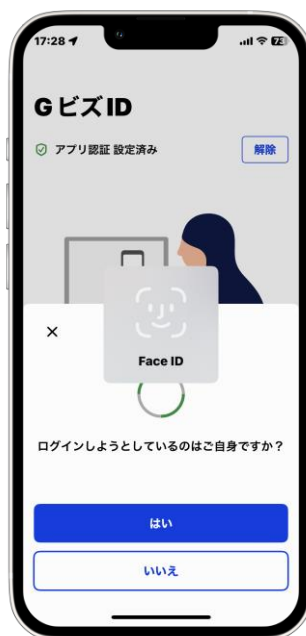 17:28
73
GビズID
アプリ認証 設定済み
解除
Face ID
ログインしようとしているのはご自身ですか？
はい
いいえ